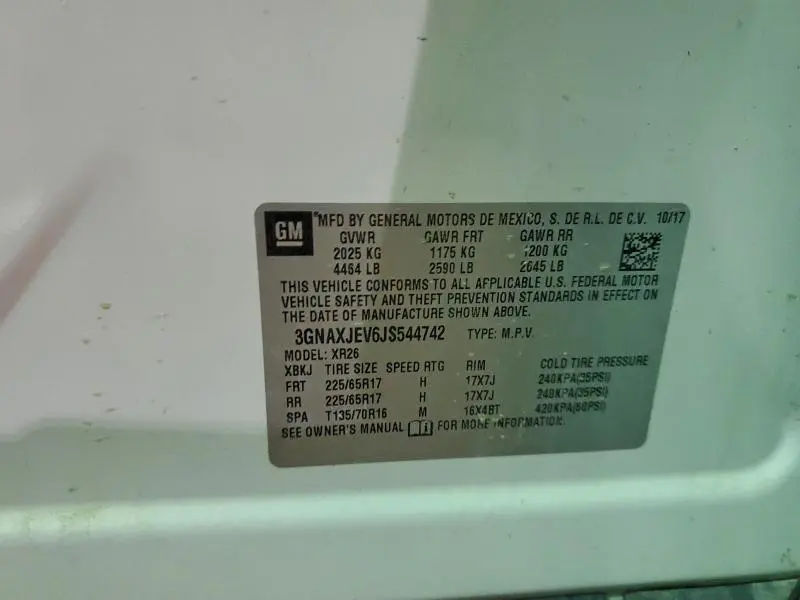 GM
MFD BY GENERAL MOTORS DE MEXICO, S. DE R.L. DE C.V. 10/17
GVWR GAWR FRT GAWR RR
2025 KG 1175 KG 1200 KG
4464 LB 2590 LB 2645 LB
THIS VEHICLE CONFORMS TO ALL APPLICABLE U.S. FEDERAL MOTOR
VEHICLE SAFETY AND THEFT PREVENTION STANDARDS IN EFFECT ON
THE DATE OF MANUFACTURE SHOWN ABOVE.
3GNAXJEV6JS544742 TYPE: M.P.V.
MODEL: XR26
XBKJ TIRE SIZE SPEED RTG RIM COLD TIRE PRESSURE
FRT 225/65R17 H 17X7J 240KPA(35PSI)
RR 225/65R17 H 17X7J 240KPA(35PSI)
SPA T135/70R16 M 16X4BT 420KPA(60PSI)
SEE OWNER'S MANUAL FOR MORE INFORMATION.